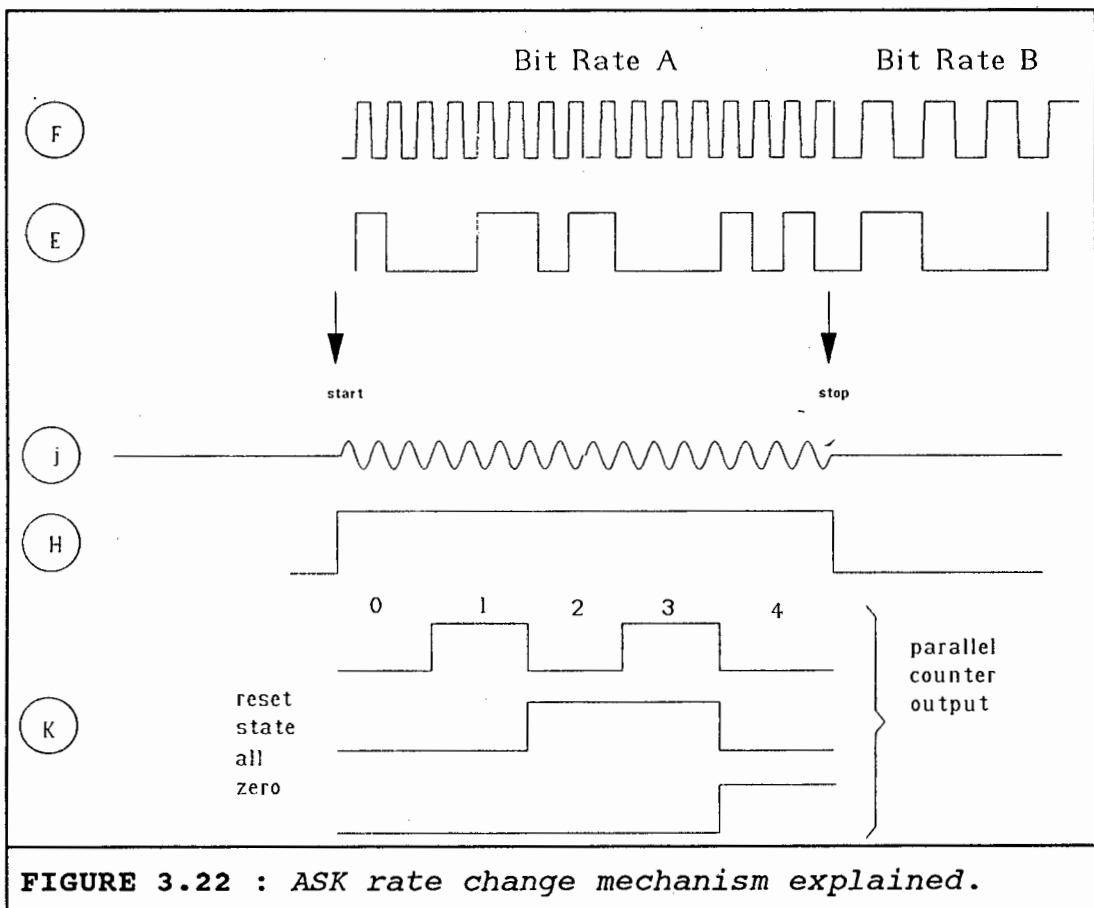 Bit Rate A Bit Rate B
F
E
start stop
j
H
0 1 2 3 4
K
reset
state
all
zero
parallel
counter
output
FIGURE 3.22 : ASK rate change mechanism explained.